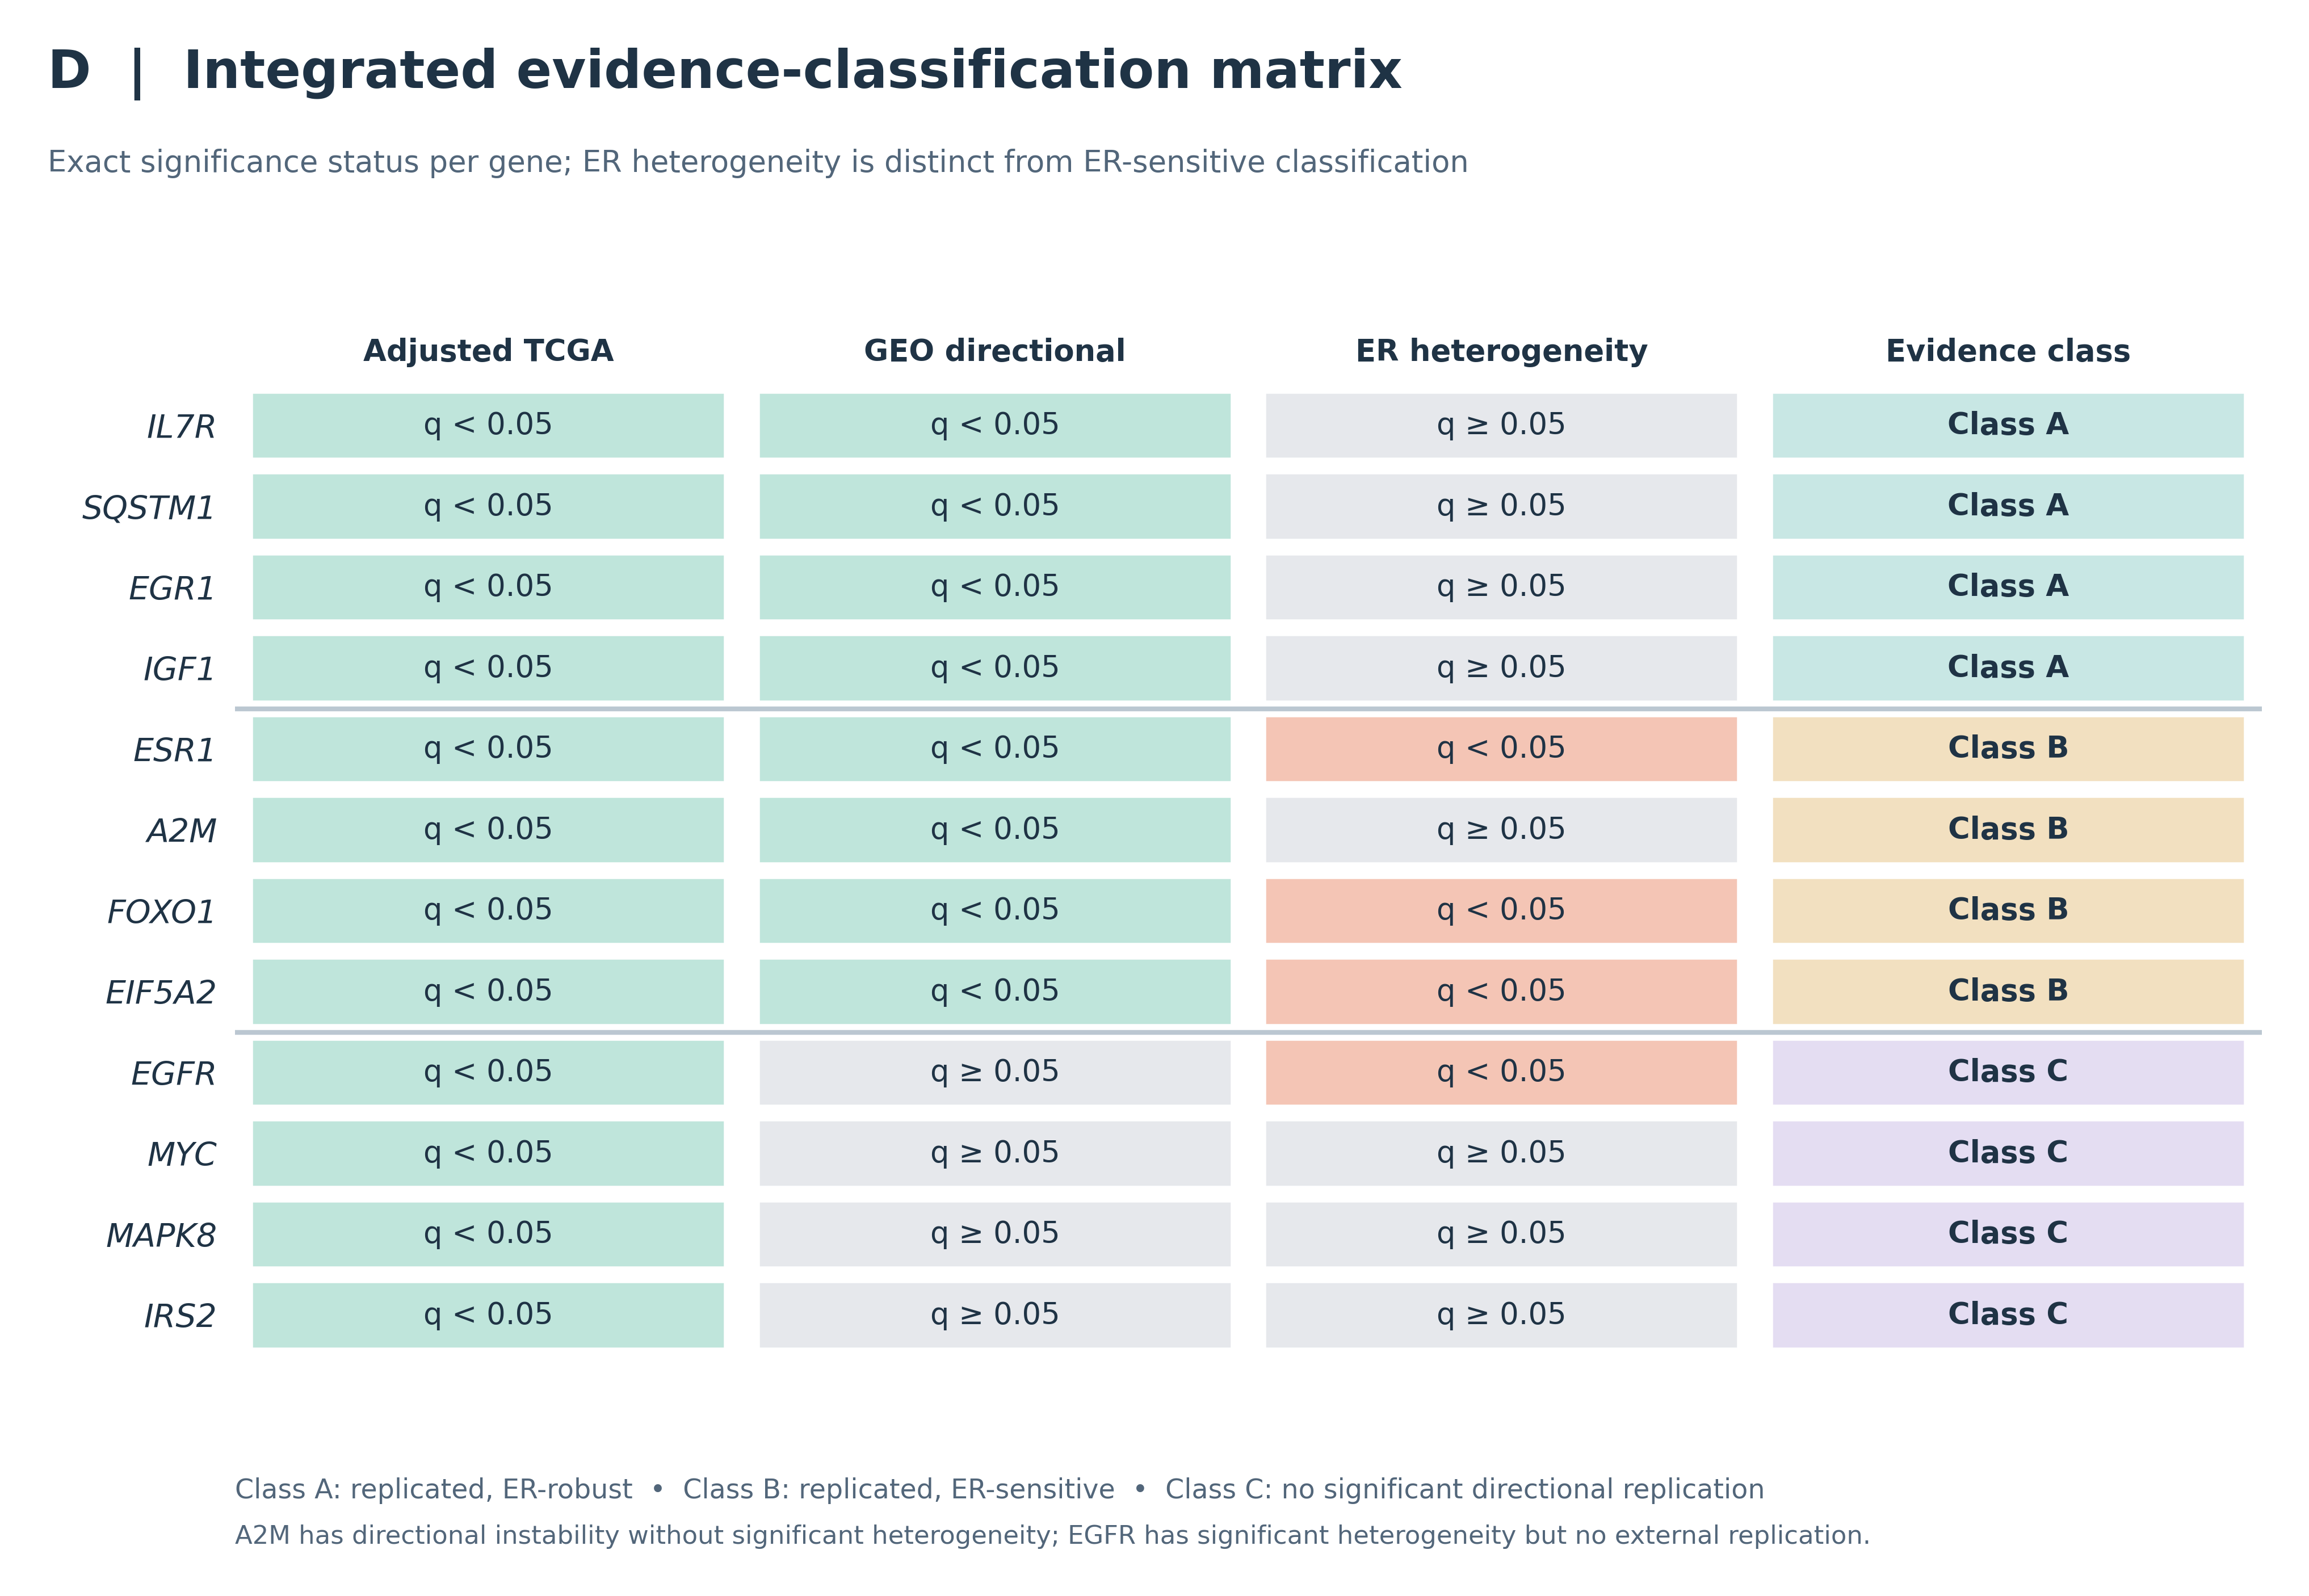 D | Integrated evidence-classification matrix
Exact significance status per gene; ER heterogeneity is distinct from ER-sensitive classification
Adjusted TCGA GEO directional ER heterogeneity Evidence class
IL7R q < 0.05 q < 0.05 q ≥ 0.05 Class A
SQSTM1 q < 0.05 q < 0.05 q ≥ 0.05 Class A
EGR1 q < 0.05 q < 0.05 q ≥ 0.05 Class A
IGF1 q < 0.05 q < 0.05 q ≥ 0.05 Class A
ESR1 q < 0.05 q < 0.05 q < 0.05 Class B
A2M q < 0.05 q < 0.05 q ≥ 0.05 Class B
FOXO1 q < 0.05 q < 0.05 q < 0.05 Class B
EIF5A2 q < 0.05 q < 0.05 q < 0.05 Class B
EGFR q < 0.05 q ≥ 0.05 q < 0.05 Class C
MYC q < 0.05 q ≥ 0.05 q ≥ 0.05 Class C
MAPK8 q < 0.05 q ≥ 0.05 q ≥ 0.05 Class C
IRS2 q < 0.05 q ≥ 0.05 q ≥ 0.05 Class C
Class A: replicated, ER-robust • Class B: replicated, ER-sensitive • Class C: no significant directional replication
A2M has directional instability without significant heterogeneity; EGFR has significant heterogeneity but no external replication.